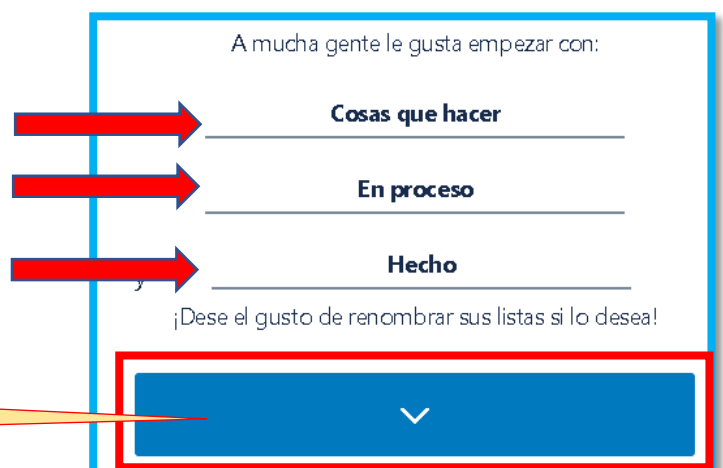 A mucha gente le gusta empezar con:
Cosas que hacer
En proceso
Hecho
y
¡Dese el gusto de renombrar sus listas si lo desea!